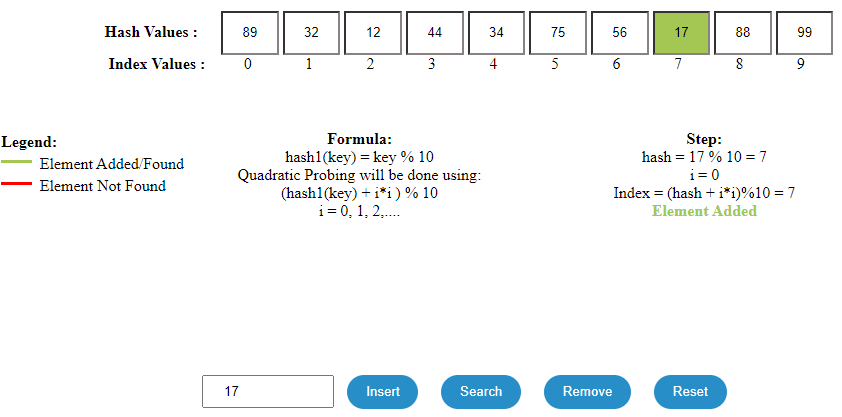 Hash Values : 89 32 12 44 34 75 56 17 88 99
Index Values : 0 1 2 3 4 5 6 7 8 9
Legend:
Element Added/Found
Element Not Found
Formula:
hash1(key) = key % 10
Quadratic Probing will be done using:
(hash1(key) + i*i ) % 10
i = 0, 1, 2,....
Step:
hash = 17 % 10 = 7
i = 0
Index = (hash + i*i)%10 = 7
Element Added
17 Insert Search Remove Reset